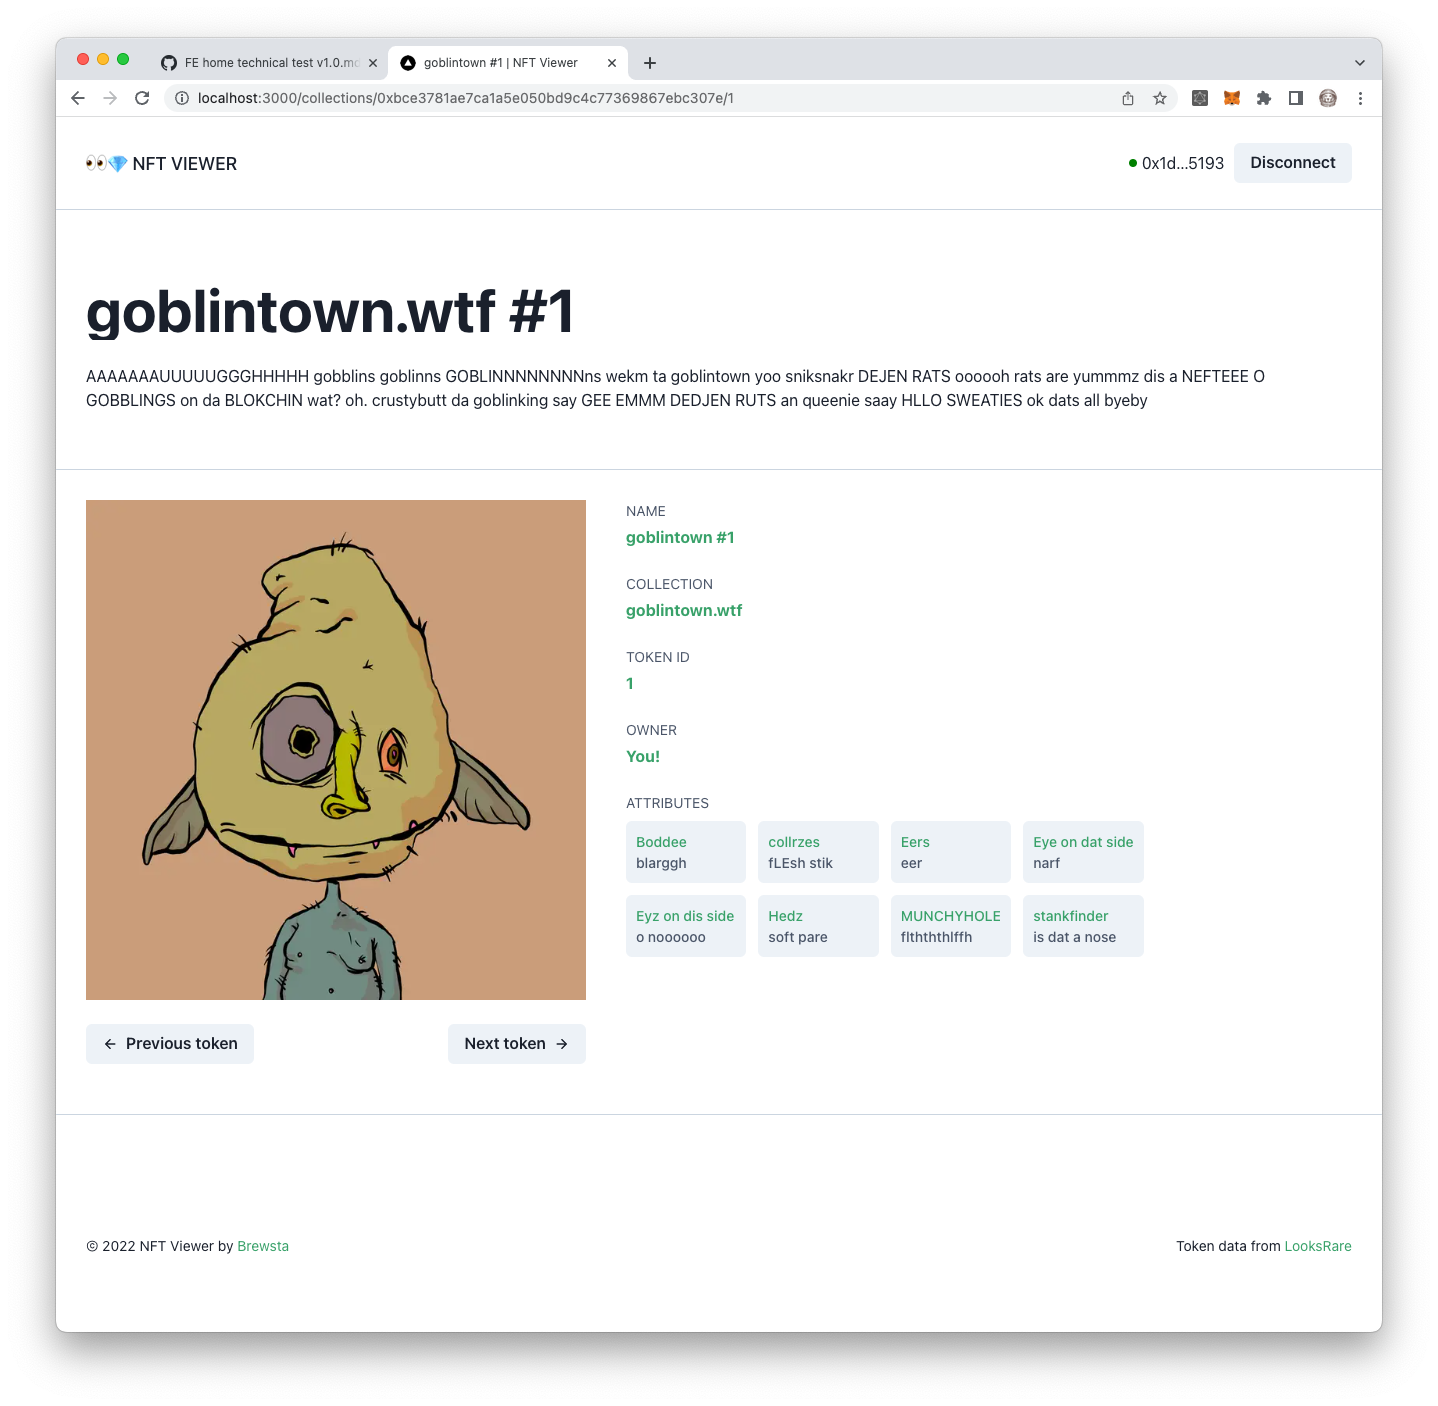 FE home technical test v1.0.md
goblintown #1 | NFT Viewer
localhost:3000/collections/0xbce3781ae7ca1a5e050bd9c4c77369867ebc307e/1
👀💎 NFT VIEWER
0x1d...5193
Disconnect
goblintown.wtf #1
AAAAAAAUUUUUGGGHHHHH gobblins goblinns GOBLINNNNNNNNns wekm ta goblintown yoo sniksnakr DEJEN RATS oooooh rats are yummmz dis a NEFTEEE O
GOBBLINGS on da BLOKCHIN wat? oh. crustybutt da goblinking say GEE EMMM DEDJEN RUTS an queenie saay HLLO SWEATIES ok dats all byeby
NAME
goblintown #1
COLLECTION
goblintown.wtf
TOKEN ID
1
OWNER
You!
ATTRIBUTES
Boddee
blarggh
collrzes
fLEsh stik
Eers
eer
Eye on dat side
narf
Eyz on dis side
o noooooo
Hedz
soft pare
MUNCHYHOLE
flthththlffh
stankfinder
is dat a nose
← Previous token
Next token →
© 2022 NFT Viewer by Brewsta
Token data from LooksRare